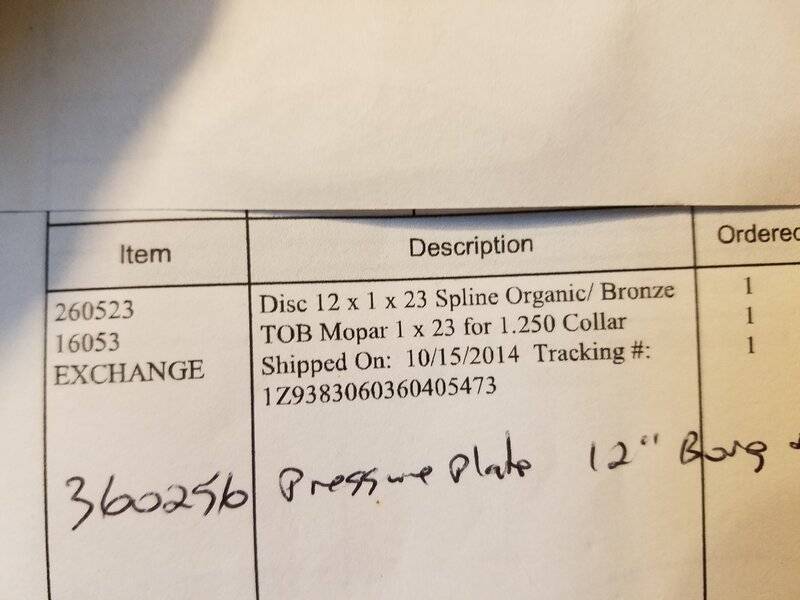 Item Description Ordered
260523 Disc 12 x 1 x 23 Spline Organic/ Bronze 1
16053 TOB Mopar 1 x 23 for 1.250 Collar 1
EXCHANGE Shipped On: 10/15/2014 Tracking #: 1
1Z9383060360405473
360256 Pressure Plate 12" Borg